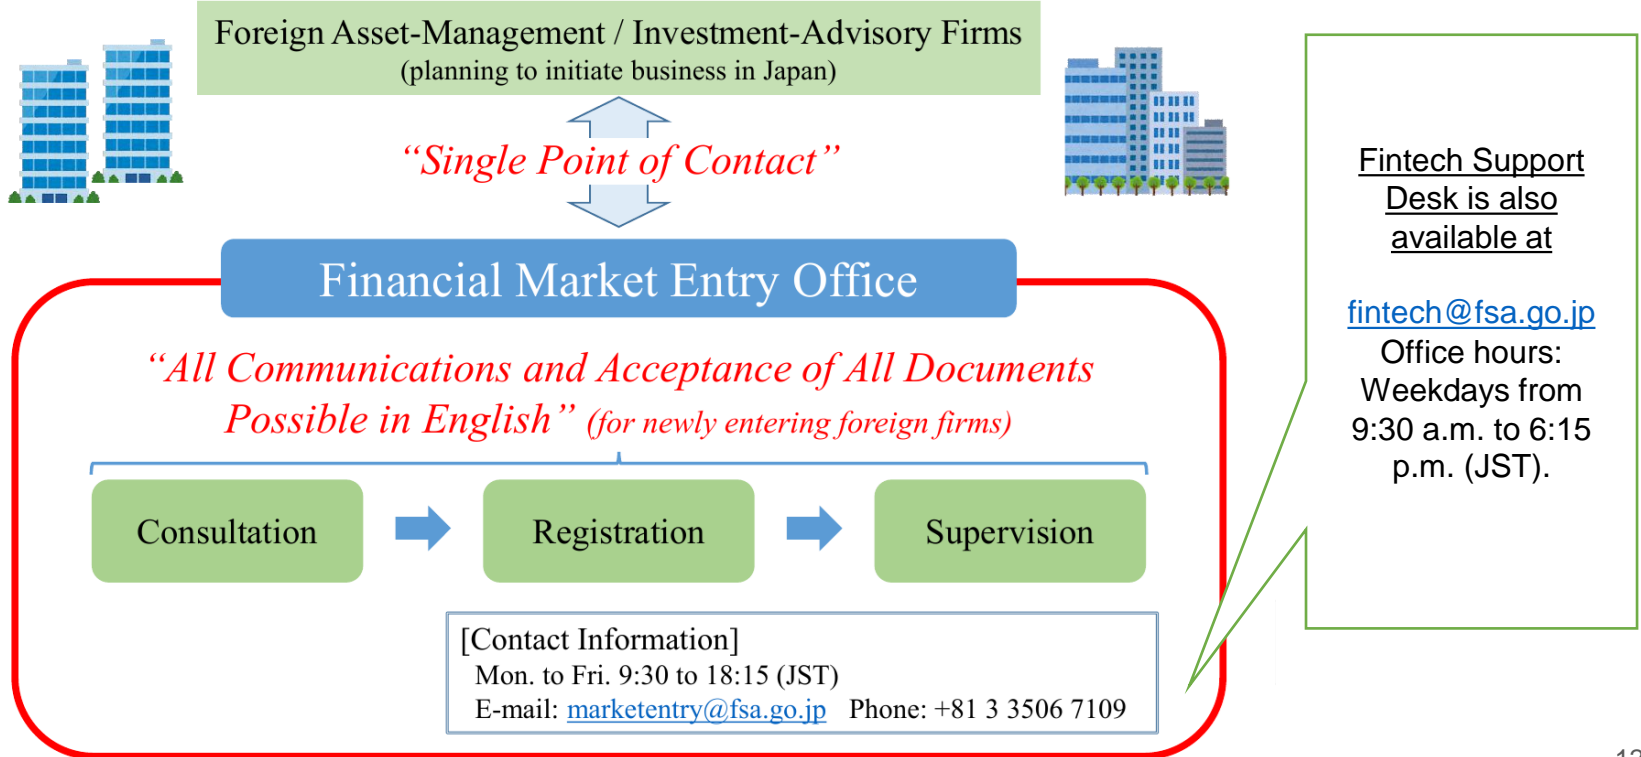 Foreign Asset-Management / Investment-Advisory Firms
(planning to initiate business in Japan)
“Single Point of Contact”
Financial Market Entry Office
“All Communications and Acceptance of All Documents
Possible in English” (for newly entering foreign firms)
Consultation
Registration
Supervision
[Contact Information]
Mon. to Fri. 9:30 to 18:15 (JST)
E-mail: marketentry@fsa.go.jp Phone: +81 3 3506 7109
Fintech Support
Desk is also
available at
fintech@fsa.go.jp
Office hours:
Weekdays from
9:30 a.m. to 6:15
p.m. (JST).